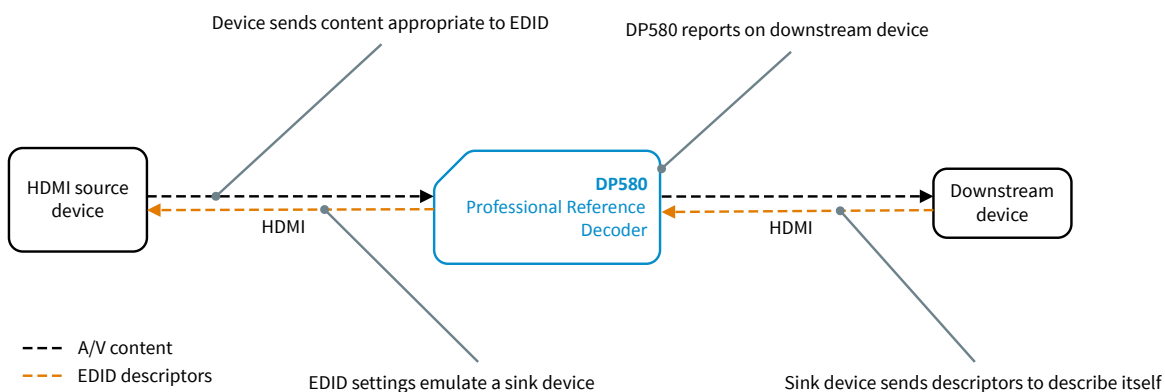 Device sends content appropriate to EDID
DP580 reports on downstream device
HDMI source
device
DP580
Professional Reference
Decoder
Downstream
device
HDMI
HDMI
A/V content
EDID descriptors
EDID settings emulate a sink device
Sink device sends descriptors to describe itself